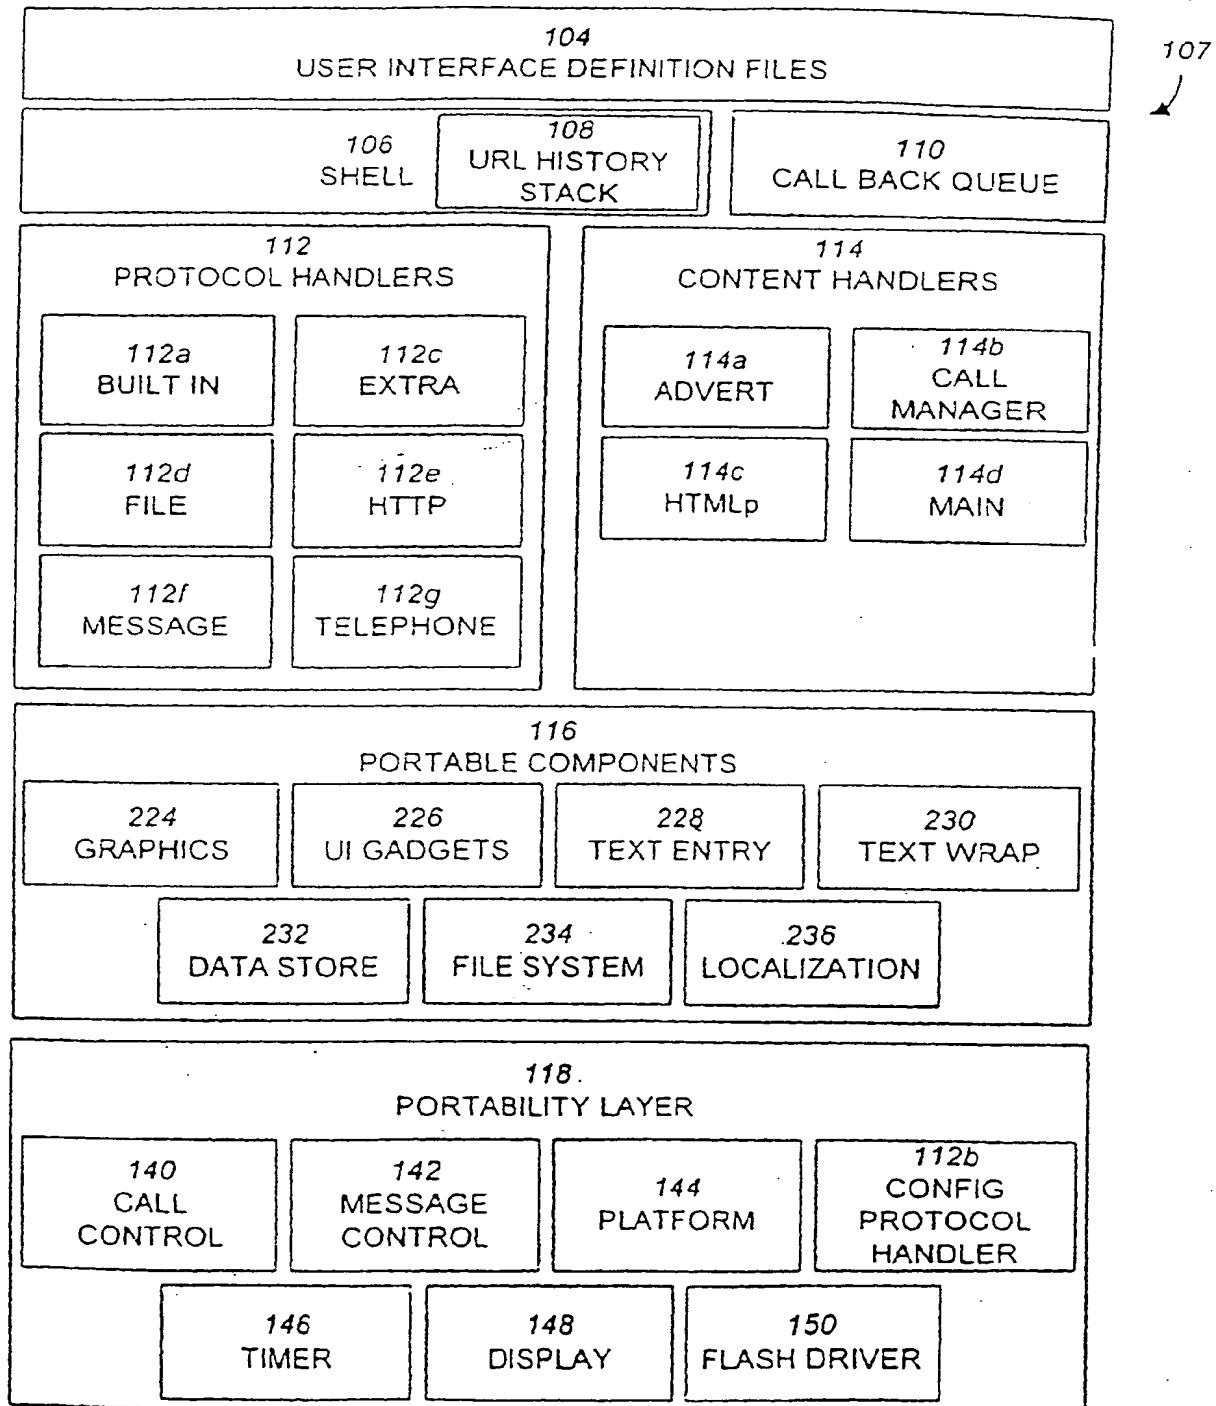 104
USER INTERFACE DEFINITION FILES
107
106
SHELL
108
URL HISTORY
STACK
110
CALL BACK QUEUE
112
PROTOCOL HANDLERS
112a
BUILT IN
112c
EXTRA
112d
FILE
112e
HTTP
112f
MESSAGE
112g
TELEPHONE
114
CONTENT HANDLERS
114a
ADVERT
114b
CALL
MANAGER
114c
HTMLp
114d
MAIN
116
PORTABLE COMPONENTS
224
GRAPHICS
226
UI GADGETS
228
TEXT ENTRY
230
TEXT WRAP
232
DATA STORE
234
FILE SYSTEM
236
LOCALIZATION
118
PORTABILITY LAYER
140
CALL
CONTROL
142
MESSAGE
CONTROL
144
PLATFORM
112b
CONFIG
PROTOCOL
HANDLER
146
TIMER
148
DISPLAY
150
FLASH DRIVER